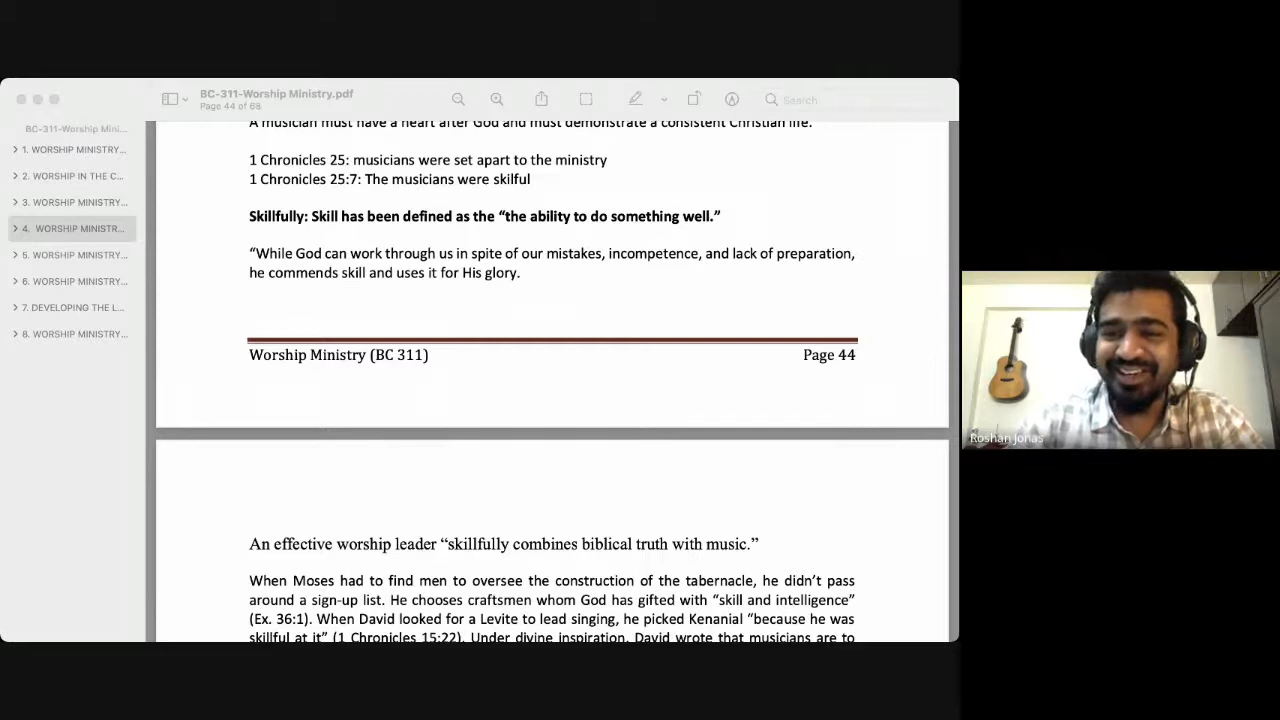 BC-311-Worship Ministry.pdf
Page 44 of 68
Search
BC-311-Worship Mini...
1. WORSHIP MINISTRY...
2. WORSHIP IN THE C...
3. WORSHIP MINISTRY...
4. WORSHIP MINISTR...
5. WORSHIP MINISTRY...
6. WORSHIP MINISTRY...
7. DEVELOPING THE L...
8. WORSHIP MINISTRY...
A musician must have a heart after God and must demonstrate a consistent Christian life.
1 Chronicles 25: musicians were set apart to the ministry
1 Chronicles 25:7: The musicians were skilful
Skillfully: Skill has been defined as the “the ability to do something well.”
“While God can work through us in spite of our mistakes, incompetence, and lack of preparation,
he commends skill and uses it for His glory.
Worship Ministry (BC 311) Page 44
An effective worship leader “skillfully combines biblical truth with music.”
When Moses had to find men to oversee the construction of the tabernacle, he didn’t pass
around a sign-up list. He chooses craftsmen whom God has gifted with “skill and intelligence”
(Ex. 36:1). When David looked for a Levite to lead singing, he picked Kenanial “because he was
skillful at it” (1 Chronicles 15:22). Under divine inspiration, David wrote that musicians are to
Roshan Jonas